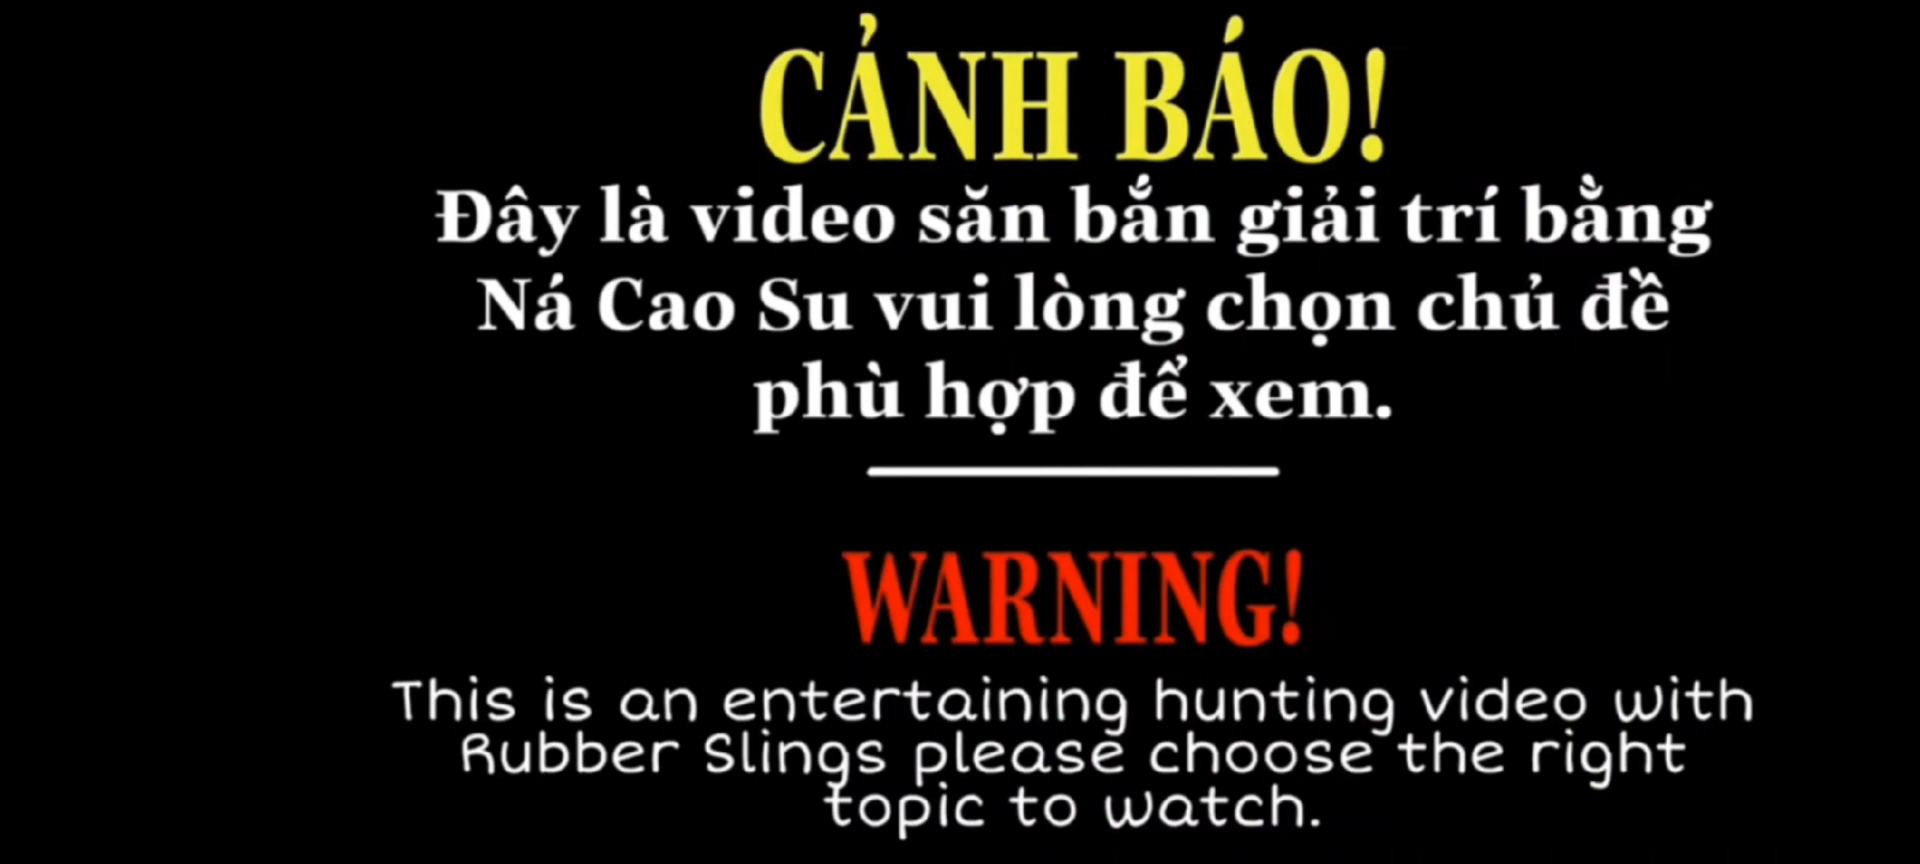 CẢNH BÁO!
Đây là video săn bắn giải trí bằng
Ná Cao Su vui lòng chọn chủ đề
phù hợp để xem.
WARNING!
This is an entertaining hunting video with
Rubber Slings please choose the right
topic to watch.